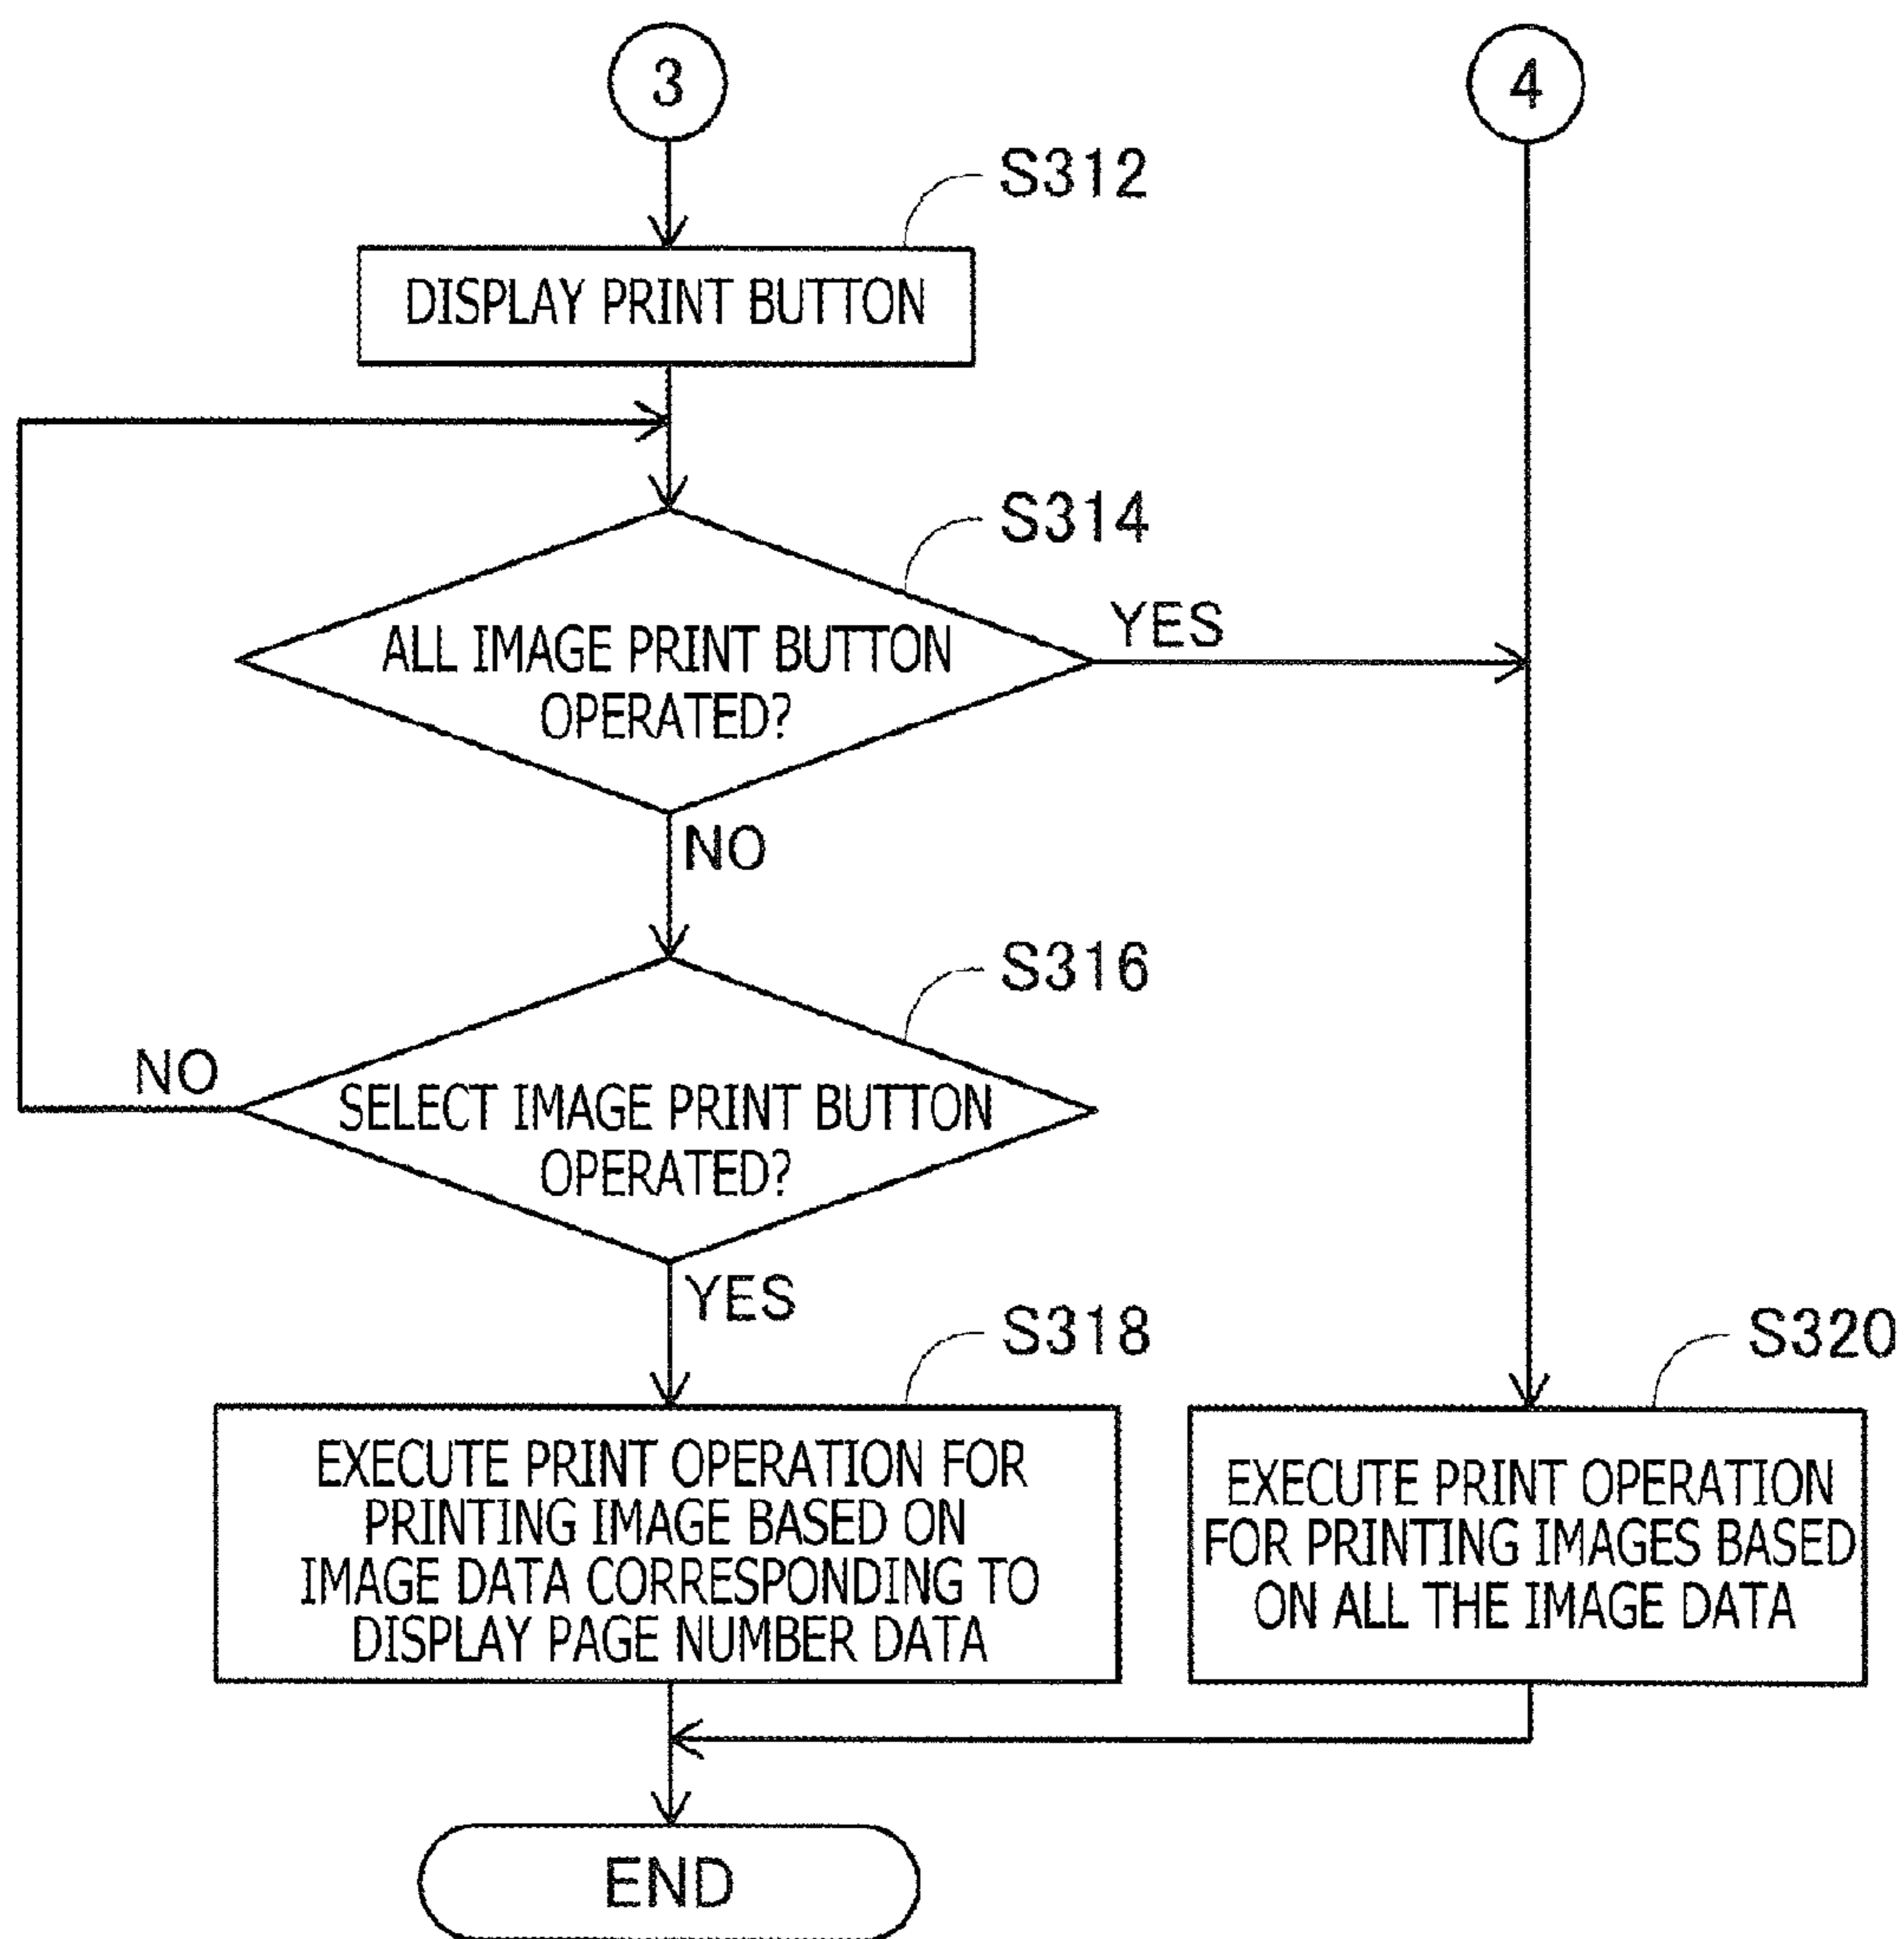 3
4
S312
DISPLAY PRINT BUTTON
S314
ALL IMAGE PRINT BUTTON
OPERATED?
YES
NO
S316
SELECT IMAGE PRINT BUTTON
OPERATED?
NO
YES
S318
EXECUTE PRINT OPERATION FOR
PRINTING IMAGE BASED ON
IMAGE DATA CORRESPONDING TO
DISPLAY PAGE NUMBER DATA
S320
EXECUTE PRINT OPERATION
FOR PRINTING IMAGES BASED
ON ALL THE IMAGE DATA
END